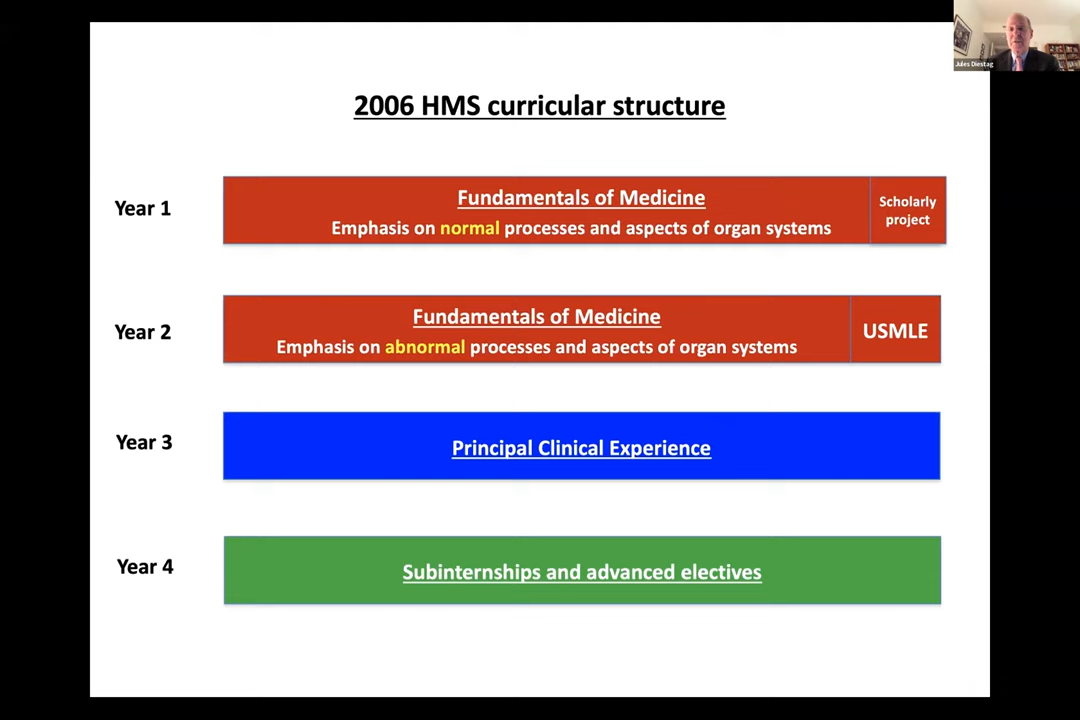 Jules Dienstag
2006 HMS curricular structure
Year 1
Fundamentals of Medicine
Emphasis on normal processes and aspects of organ systems
Scholarly
project
Year 2
Fundamentals of Medicine
Emphasis on abnormal processes and aspects of organ systems
USMLE
Year 3
Principal Clinical Experience
Year 4
Subinternships and advanced electives